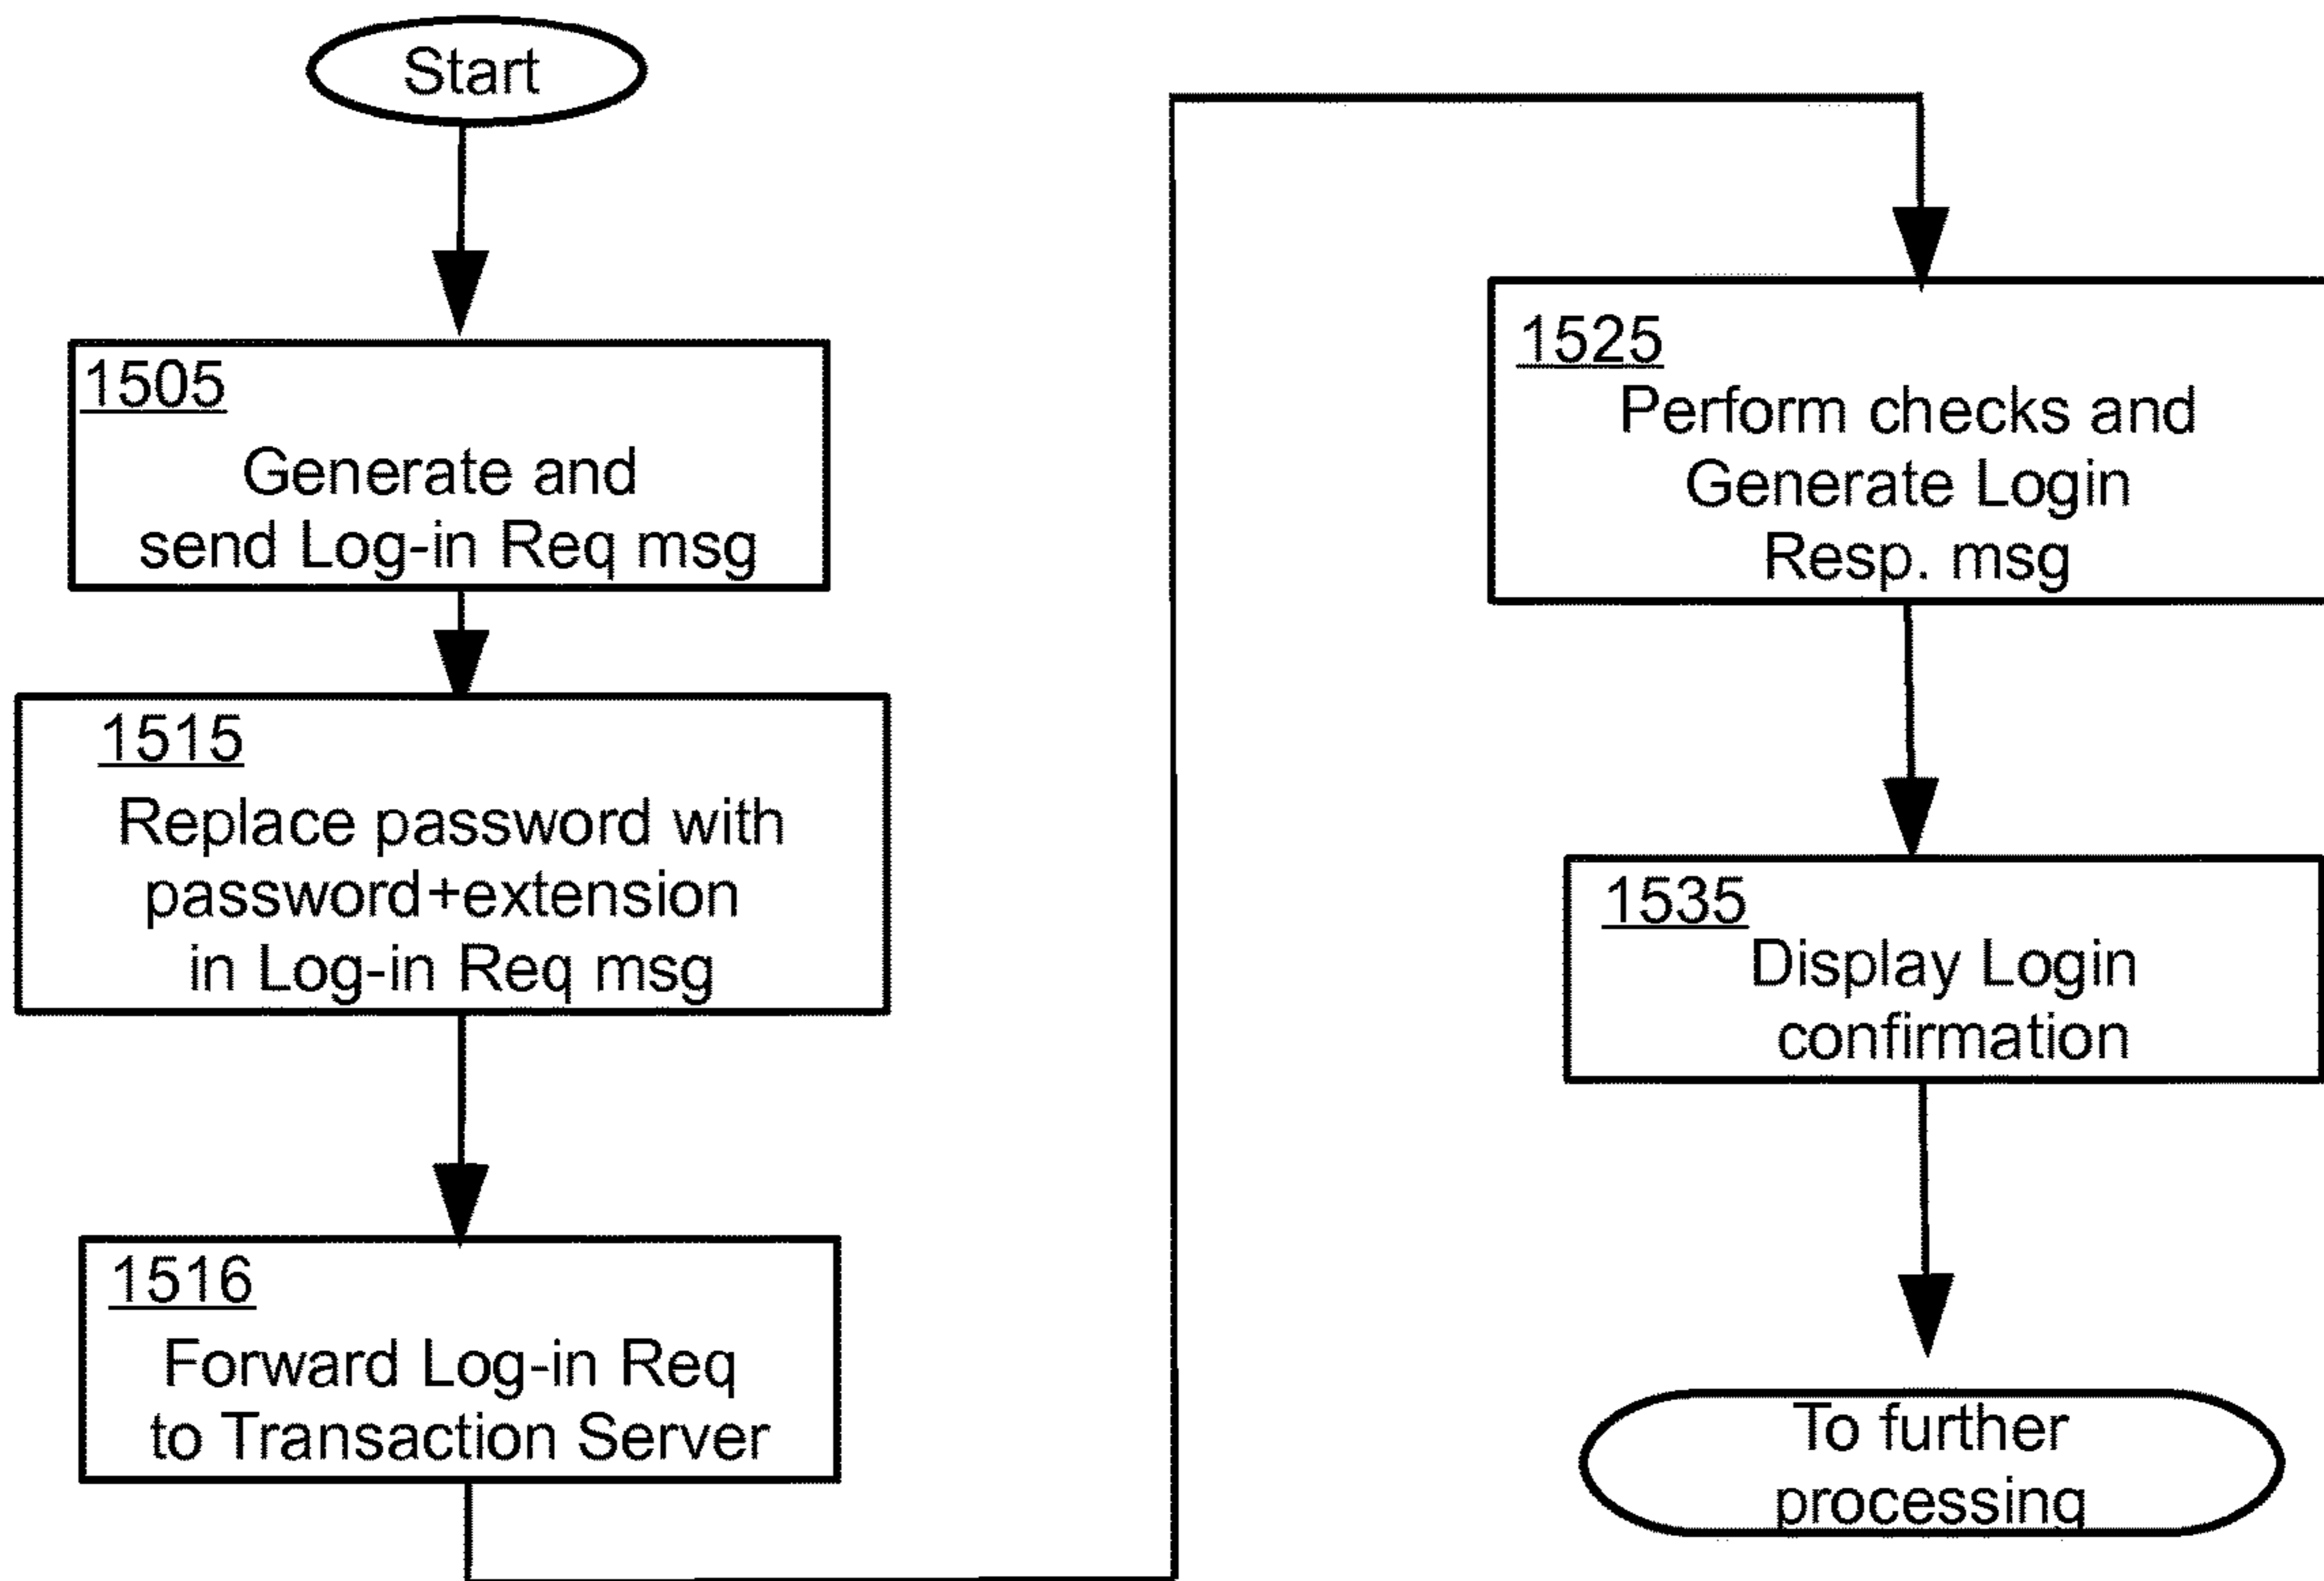 Start
1505
Generate and
send Log-in Req msg
1515
Replace password with
password+extension
in Log-in Req msg
1516
Forward Log-in Req
to Transaction Server
1525
Perform checks and
Generate Login
Resp. msg
1535
Display Login
confirmation
To further
processing